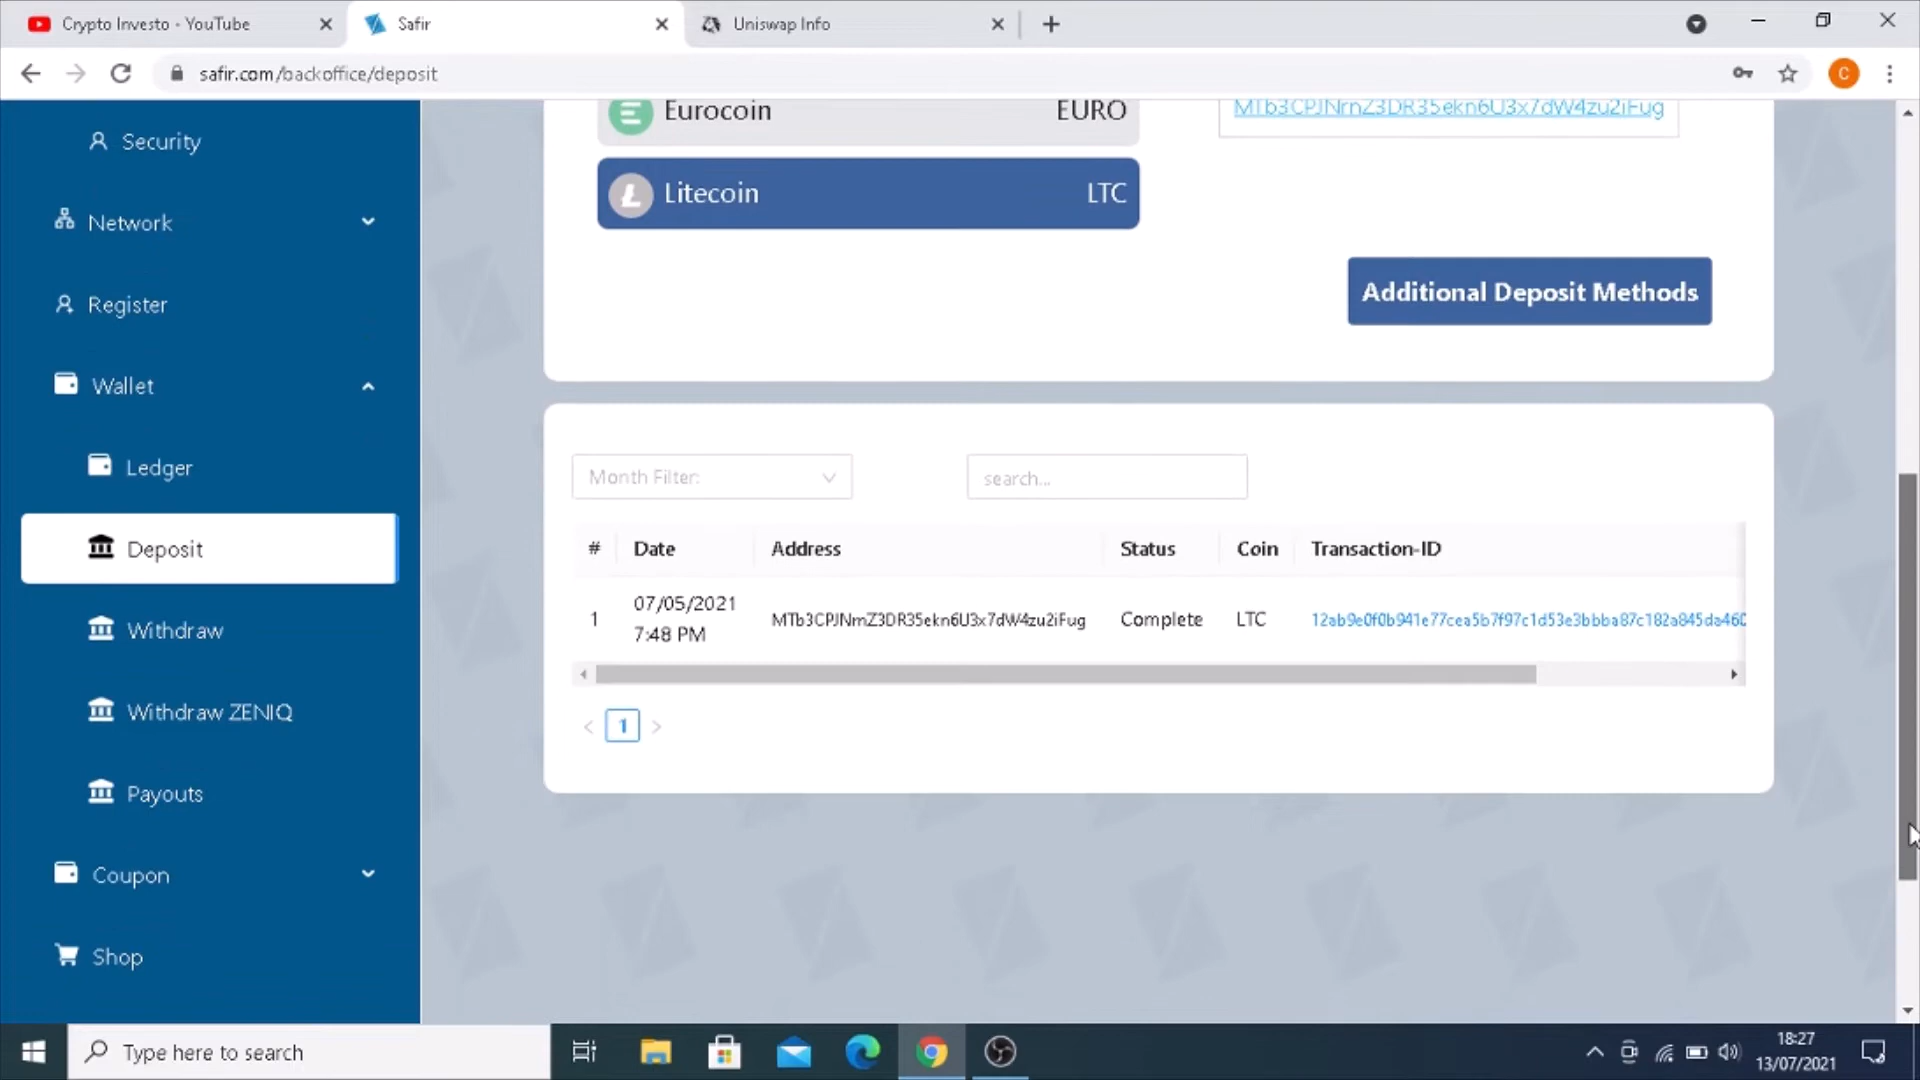 Crypto Investo - YouTube
Safir
Uniswap Info
safir.com/backoffice/deposit
C
Security
Network
Register
Wallet
Ledger
Deposit
Withdraw
Withdraw ZENIQ
Payouts
Coupon
Shop
Eurocoin EURO
Litecoin LTC
MTb3CPJNrnZ3DR35ekn6U3x7dW4zu2iFug
Additional Deposit Methods
Month Filter:
search...
# Date Address Status Coin Transaction-ID
1 07/05/2021 7:48 PM MTb3CPJNrnZ3DR35ekn6U3x7dW4zu2iFug Complete LTC 12ab9e0f0b941e77cea5b7f97c1d53e3bbba87c182a845da460
< 1 >
Type here to search
18:27
13/07/2021